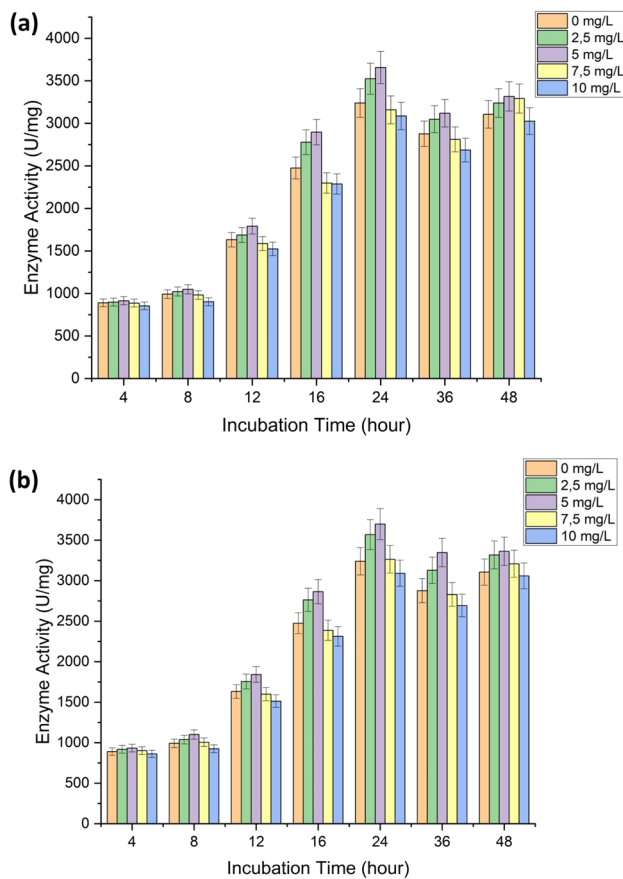 (a)
0 mg/L
2,5 mg/L
5 mg/L
7,5 mg/L
10 mg/L
4000
3500
3000
2500
2000
1500
1000
500
0
Enzyme Activity (U/mg)
4 8 12 16 24 36 48
Incubation Time (hour)
(b)
0 mg/L
2,5 mg/L
5 mg/L
7,5 mg/L
10 mg/L
4000
3500
3000
2500
2000
1500
1000
500
0
Enzyme Activity (U/mg)
4 8 12 16 24 36 48
Incubation Time (hour)